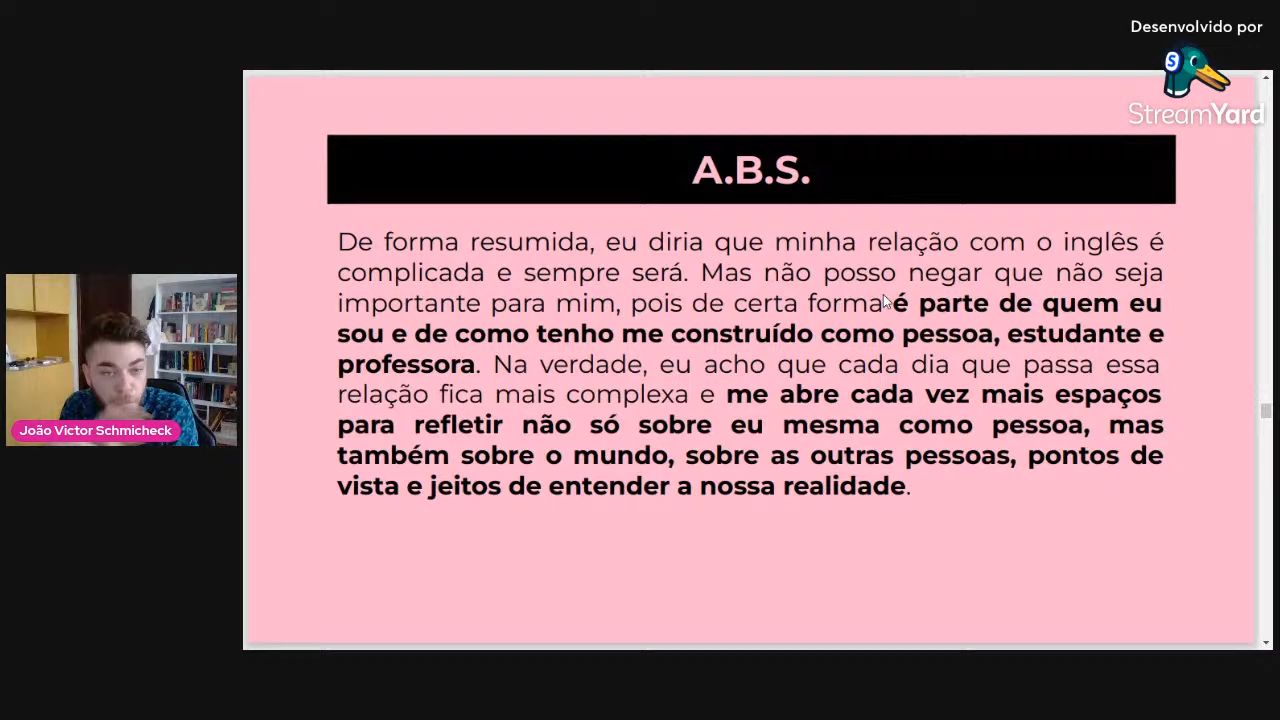 Desenvolvido por
StreamYard
A.B.S.
De forma resumida, eu diria que minha relação com o inglês é
complicada e sempre será. Mas não posso negar que não seja
importante para mim, pois de certa forma é parte de quem eu
sou e de como tenho me construído como pessoa, estudante e
professora. Na verdade, eu acho que cada dia que passa essa
relação fica mais complexa e me abre cada vez mais espaços
para refletir não só sobre eu mesma como pessoa, mas
também sobre o mundo, sobre as outras pessoas, pontos de
vista e jeitos de entender a nossa realidade.
João Victor Schmicheck